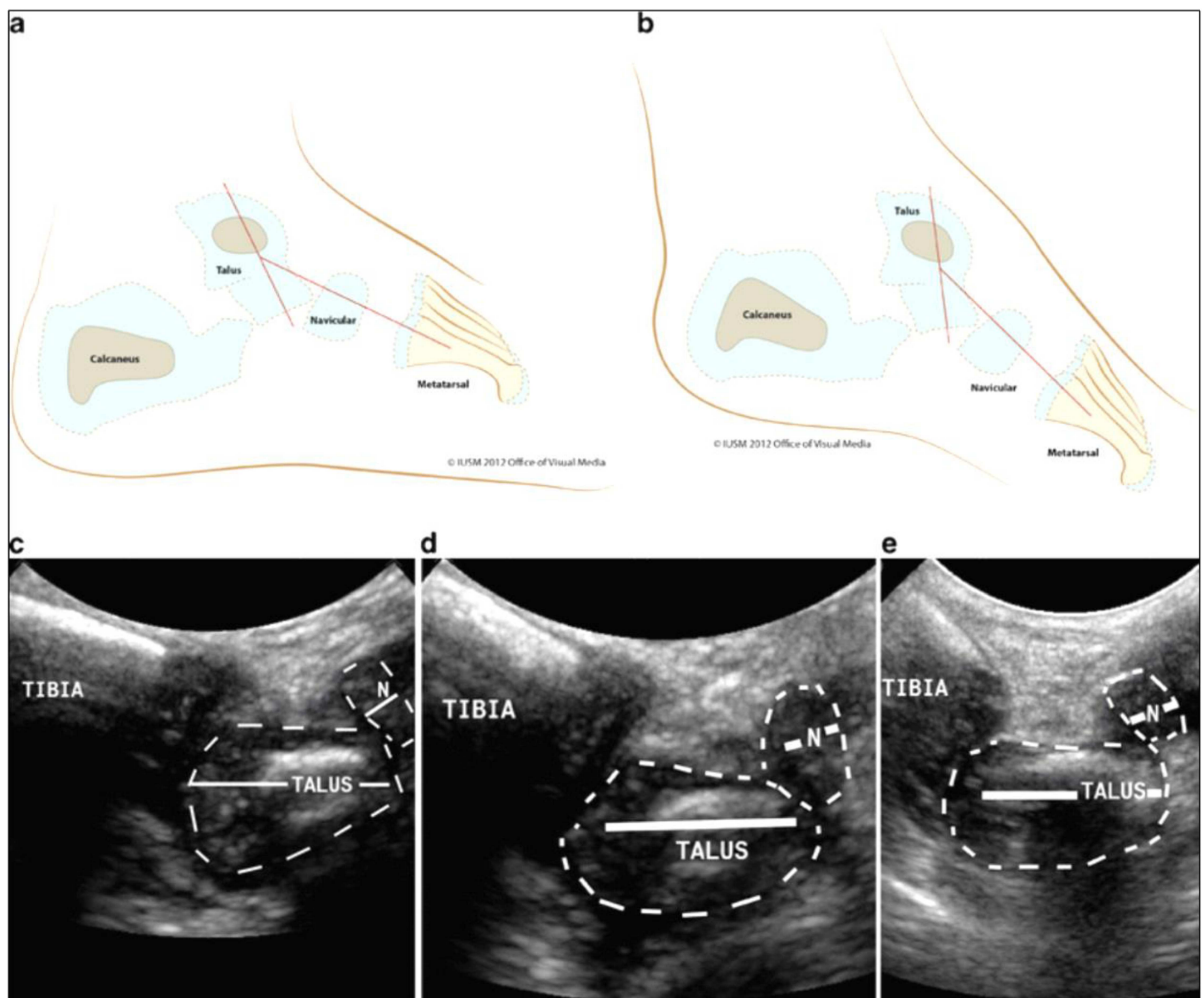 a
Talus
Navicular
Calcaneus
Metatarsal
© IUSM 2012 Office of Visual Media
b
Talus
Calcaneus
Navicular
© IUSM 2012 Office of Visual Media
Metatarsal
c
TIBIA
N
TALUS
d
TIBIA
N
TALUS
e
TIBIA
N
TALUS